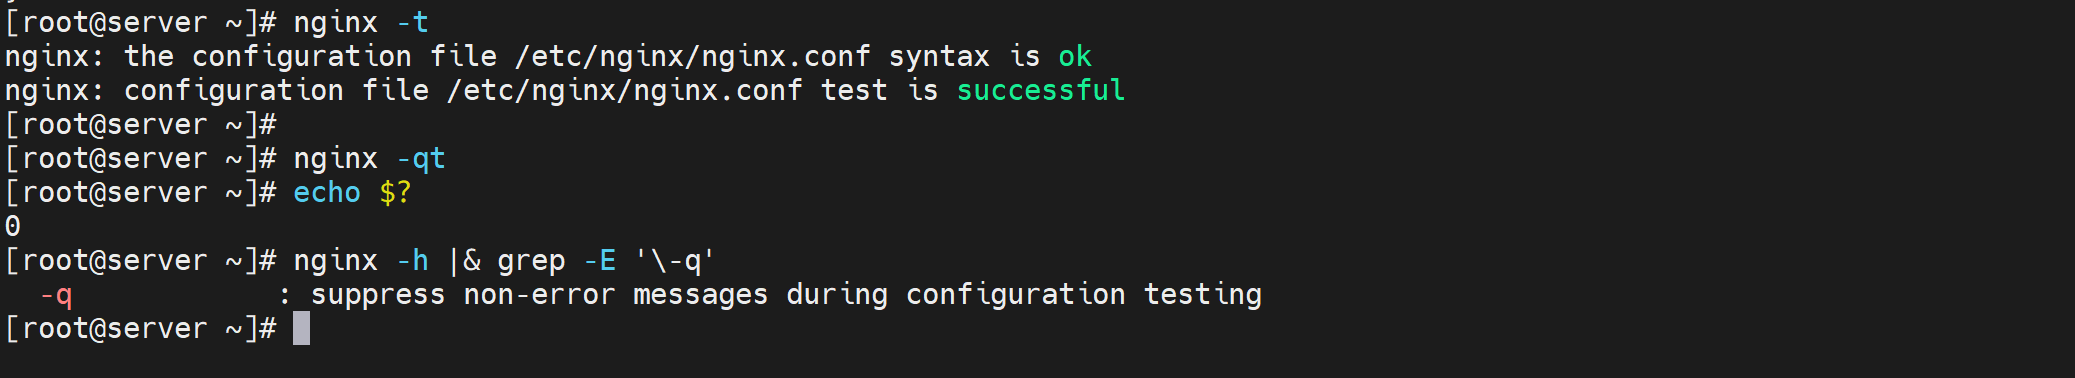 [root@server ~]# nginx -t
nginx: the configuration file /etc/nginx/nginx.conf syntax is ok
nginx: configuration file /etc/nginx/nginx.conf test is successful
[root@server ~]#
[root@server ~]# nginx -qt
[root@server ~]# echo $?
0
[root@server ~]# nginx -h |& grep -E '\-q'
  -q            : suppress non-error messages during configuration testing
[root@server ~]#